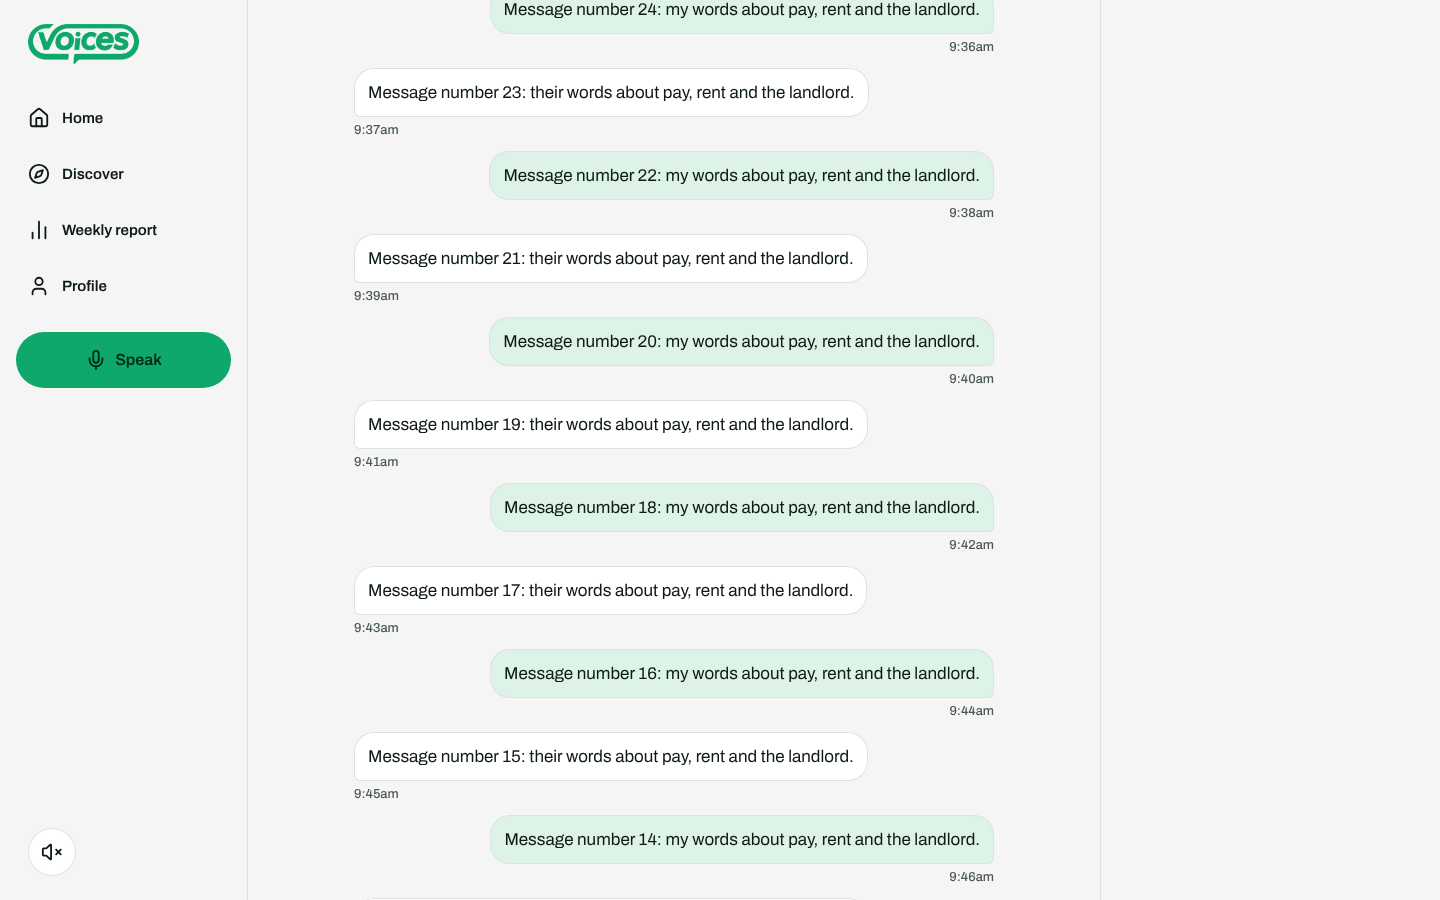 Voices
Home
Discover
Weekly report
Profile
Speak
Message number 24: my words about pay, rent and the landlord.
9:36am
Message number 23: their words about pay, rent and the landlord.
9:37am
Message number 22: my words about pay, rent and the landlord.
9:38am
Message number 21: their words about pay, rent and the landlord.
9:39am
Message number 20: my words about pay, rent and the landlord.
9:40am
Message number 19: their words about pay, rent and the landlord.
9:41am
Message number 18: my words about pay, rent and the landlord.
9:42am
Message number 17: their words about pay, rent and the landlord.
9:43am
Message number 16: my words about pay, rent and the landlord.
9:44am
Message number 15: their words about pay, rent and the landlord.
9:45am
Message number 14: my words about pay, rent and the landlord.
9:46am